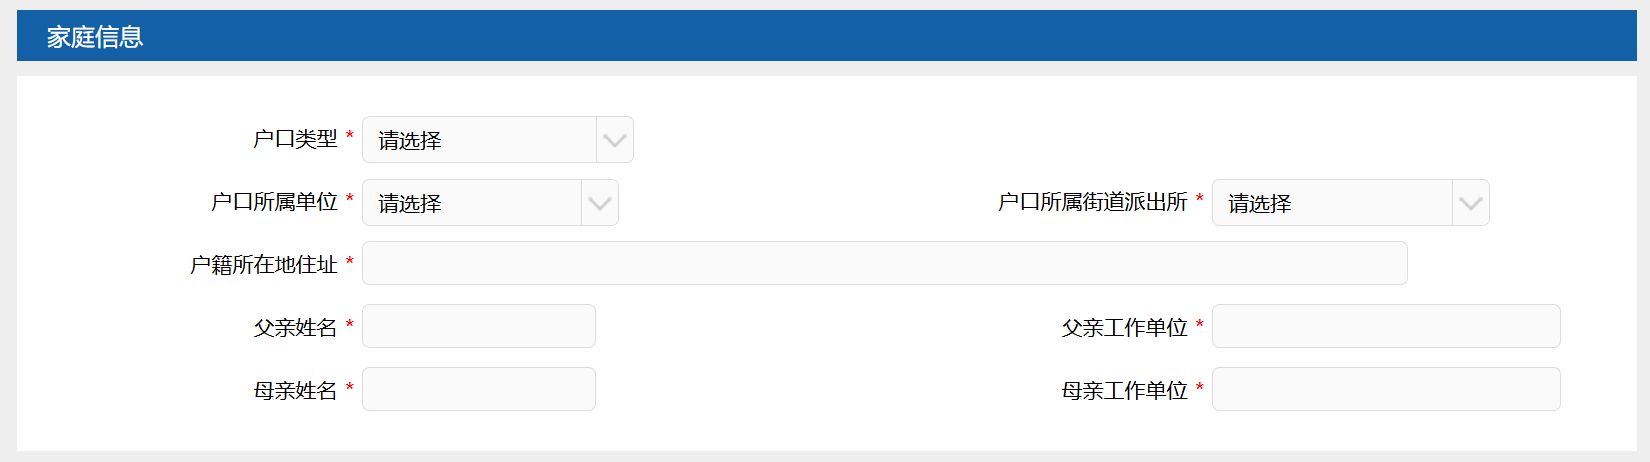 家庭信息
户口类型 * 请选择
户口所属单位 * 请选择 户口所属街道派出所 * 请选择
户籍所在地住址 *
父亲姓名 * 父亲工作单位 *
母亲姓名 * 母亲工作单位 *